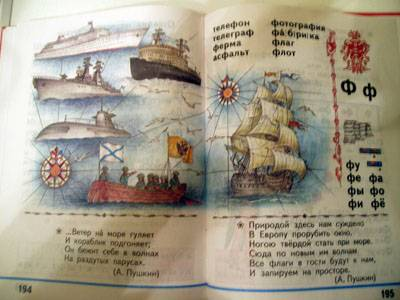 ✳ ...Ветер на́ море гуляет
И кораблик подгоняет;
Он бежит себе в волнах
На раздутых парусах.
(А. Пушкин)
194
телефон фотография
телеграф фа́брика
ферма флаг
асфальт флот
Ф ф
фу
фе фа
фы фо
фи фё
✳ Природой здесь нам суждено
В Европу прорубить окно,
Ногою твёрдой стать при море.
Сюда по новым им волнам
Все флаги в гости будут к нам,
И запируем на просторе.
(А. Пушкин)
195